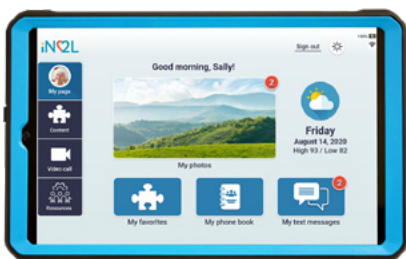 iN2L
Sign out
100%
Good morning, Sally!
My page
2
Content
Friday
August 14, 2020
High 93 / Low 82
Video call
My photos
Resources
2
My favorites
My phone book
My text messages